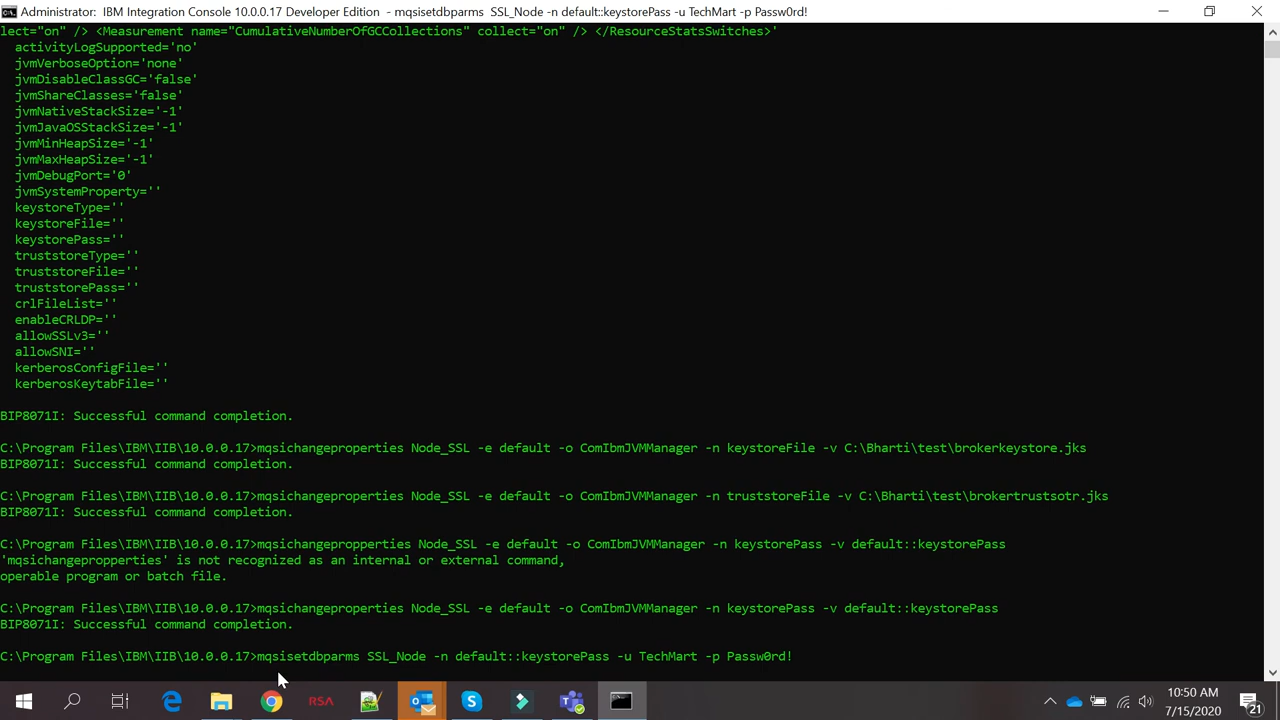 Administrator: IBM Integration Console 10.0.0.17 Developer Edition - mqsisetdbparms  SSL_Node -n default::keystorePass -u TechMart -p Passw0rd!
lect="on" /> <Measurement name="CumulativeNumberOfGCCollections" collect="on" /> </ResourceStatsSwitches>'
activityLogSupported='no'
jvmVerboseOption='none'
jvmDisableClassGC='false'
jvmShareClasses='false'
jvmNativeStackSize='-1'
jvmJavaOSStackSize='-1'
jvmMinHeapSize='-1'
jvmMaxHeapSize='-1'
jvmDebugPort='0'
jvmSystemProperty=''
keystoreType=''
keystoreFile=''
keystorePass=''
truststoreType=''
truststoreFile=''
truststorePass=''
crlFileList=''
enableCRLDP=''
allowSSLv3=''
allowSNI=''
kerberosConfigFile=''
kerberosKeytabFile=''
BIP8071I: Successful command completion.
C:\Program Files\IBM\IIB\10.0.0.17>mqsichangeproperties Node_SSL -e default -o ComIbmJVMManager -n keystoreFile -v C:\Bharti\test\brokerkeystore.jks
BIP8071I: Successful command completion.
C:\Program Files\IBM\IIB\10.0.0.17>mqsichangeproperties Node_SSL -e default -o ComIbmJVMManager -n truststoreFile -v C:\Bharti\test\brokertrustsotr.jks
BIP8071I: Successful command completion.
C:\Program Files\IBM\IIB\10.0.0.17>mqsichangepropperties Node_SSL -e default -o ComIbmJVMManager -n keystorePass -v default::keystorePass
'mqsichangepropperties' is not recognized as an internal or external command,
operable program or batch file.
C:\Program Files\IBM\IIB\10.0.0.17>mqsichangeproperties Node_SSL -e default -o ComIbmJVMManager -n keystorePass -v default::keystorePass
BIP8071I: Successful command completion.
C:\Program Files\IBM\IIB\10.0.0.17>mqsisetdbparms SSL_Node -n default::keystorePass -u TechMart -p Passw0rd!
RSA
10:50 AM
7/15/2020
21